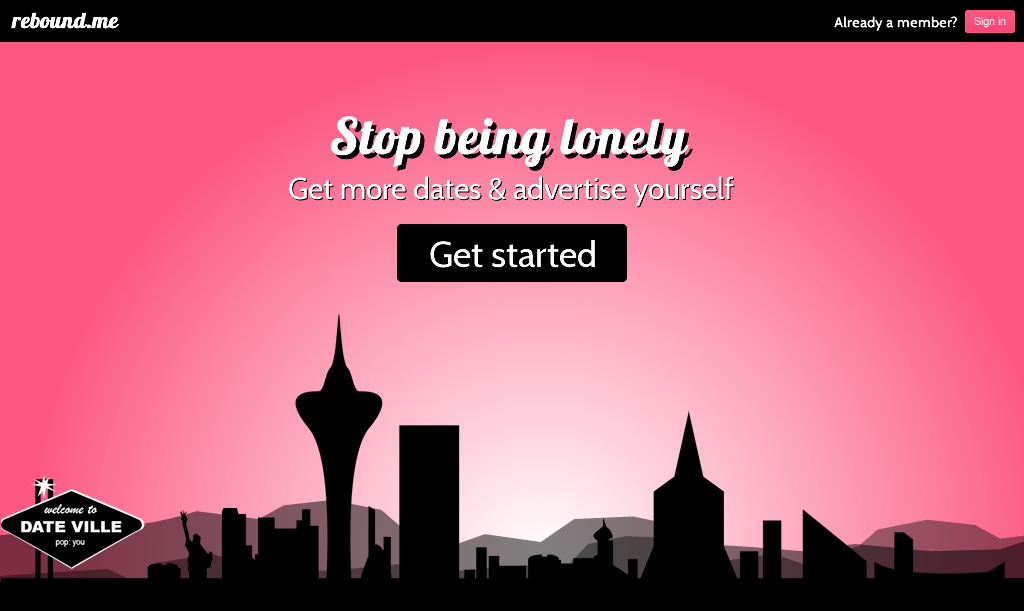 rebound.me
Already a member? Sign in
Stop being lonely
Get more dates & advertise yourself
Get started
welcome to
DATE VILLE
pop: you